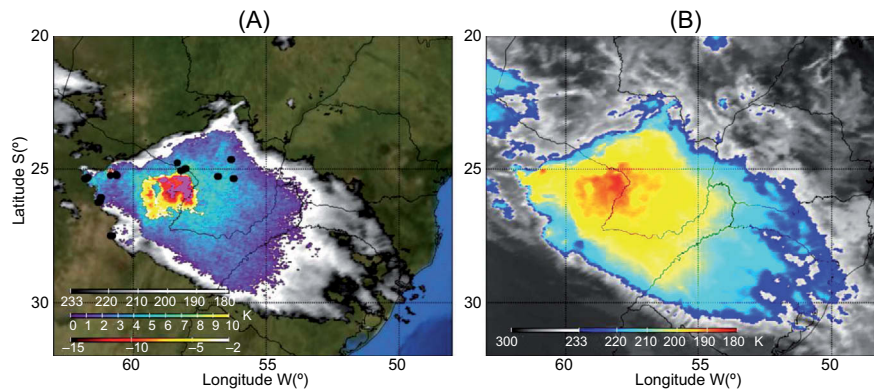 (A)
(B)
20
20
25
25
30
30
Latitude S(º)
233 220 210 200 190 180
0 1 2 3 4 5 6 7 8 9 10 K
−15 −10 −5 −2
300 233 220 210 200 190 180 K
60 55 50
60 55 50
Longitude W(º)
Longitude W(º)